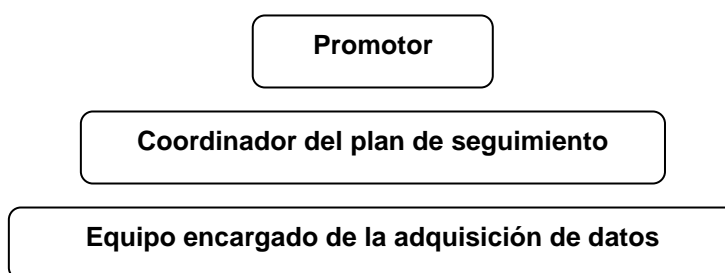 Promotor
Coordinador del plan de seguimiento
Equipo encargado de la adquisición de datos